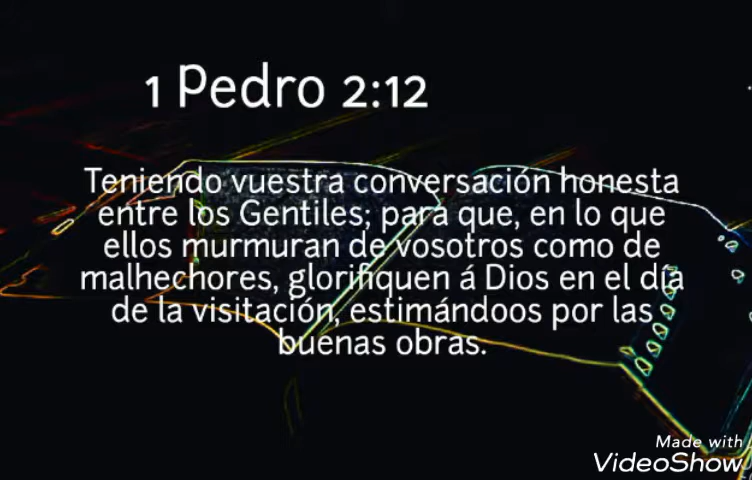 1 Pedro 2:12
Teniendo vuestra conversación honesta
entre los Gentiles; para que, en lo que
ellos murmuran de vosotros como de
malhechores, glorifiquen á Dios en el día
de la visitación, estimándoos por las
buenas obras.
Made with
VideoShow